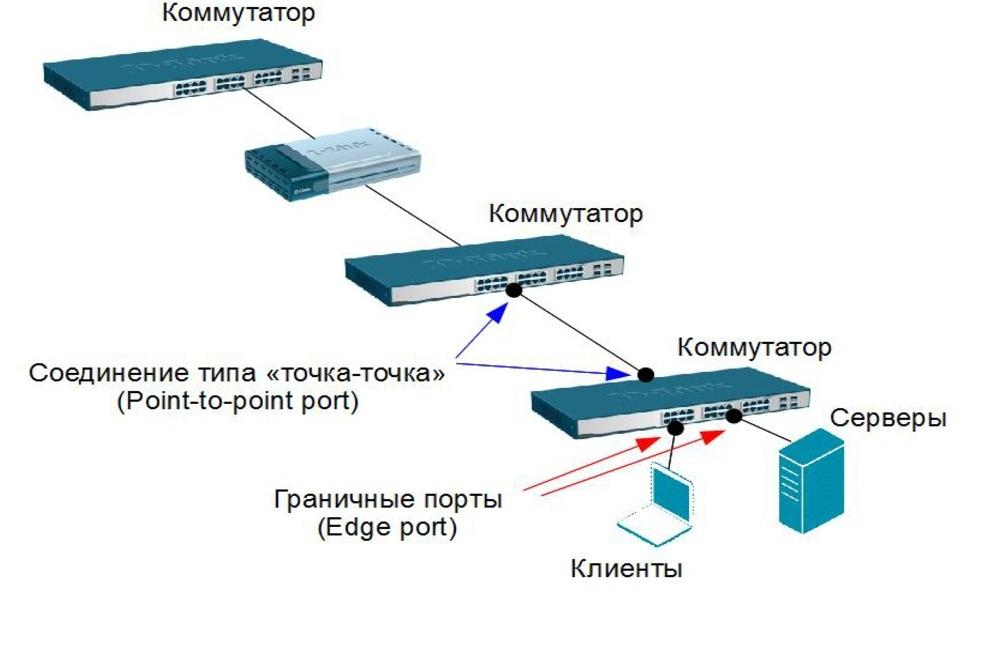 Коммутатор
Коммутатор
Коммутатор
Соединение типа «точка-точка»
(Point-to-point port)
Серверы
Граничные порты
(Edge port)
Клиенты